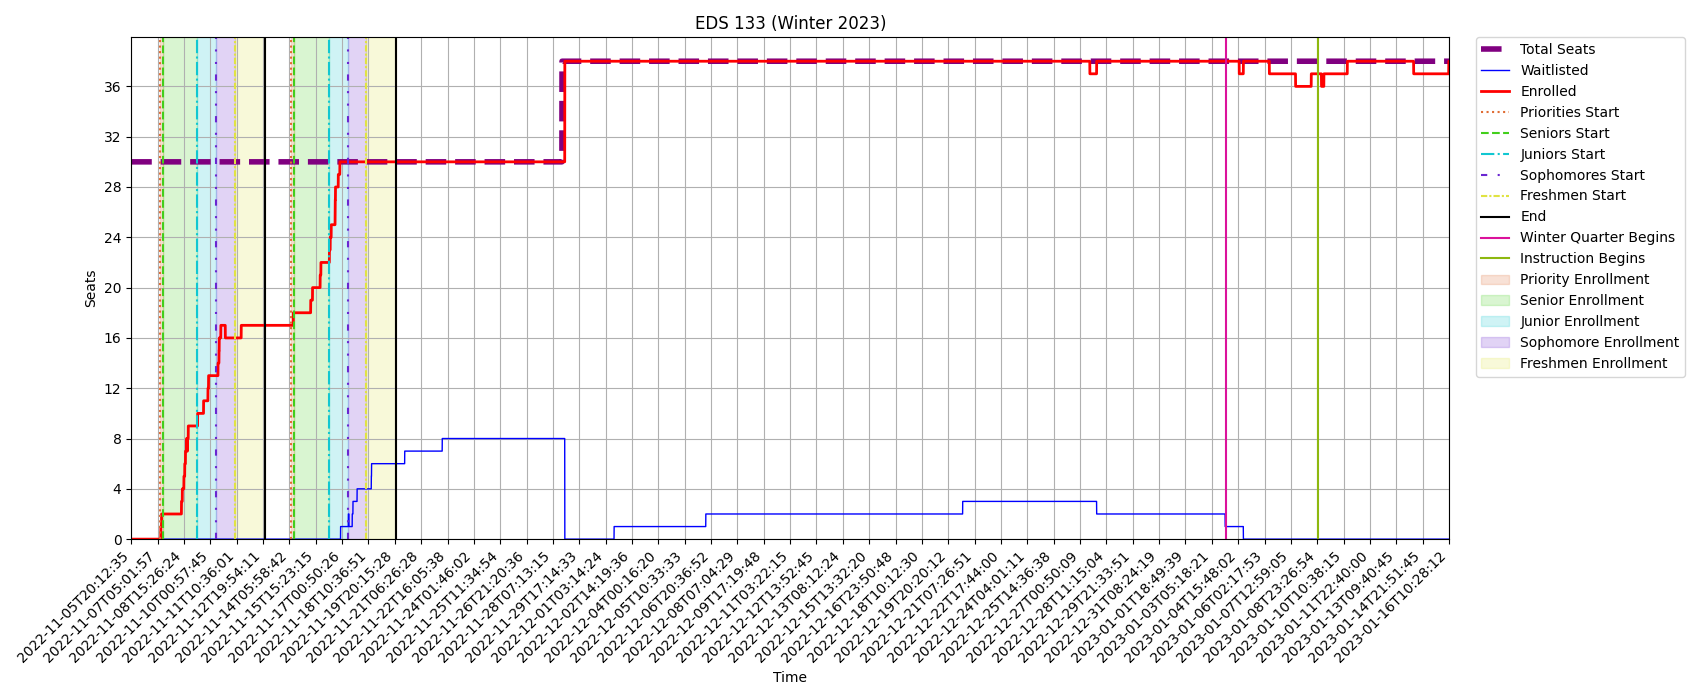 EDS 133 (Winter 2023)
Seats
36
32
28
24
20
16
12
8
4
0
2022-11-05T20:12:35
2022-11-07T05:01:57
2022-11-08T15:26:24
2022-11-10T00:57:45
2022-11-11T10:36:01
2022-11-12T19:54:11
2022-11-14T05:58:42
2022-11-15T15:23:15
2022-11-17T00:50:26
2022-11-18T10:36:51
2022-11-19T20:15:28
2022-11-21T06:26:28
2022-11-22T16:05:38
2022-11-24T01:46:02
2022-11-25T11:34:54
2022-11-26T21:20:36
2022-11-28T07:13:15
2022-11-29T17:14:33
2022-12-01T03:14:24
2022-12-02T14:19:36
2022-12-04T00:16:20
2022-12-05T10:33:33
2022-12-06T20:36:52
2022-12-08T07:04:29
2022-12-09T17:19:48
2022-12-11T03:22:15
2022-12-12T13:52:45
2022-12-13T08:12:24
2022-12-15T13:32:20
2022-12-16T23:50:48
2022-12-18T10:12:30
2022-12-19T20:20:12
2022-12-21T07:26:51
2022-12-22T17:44:00
2022-12-24T04:01:11
2022-12-25T14:36:38
2022-12-27T00:50:09
2022-12-28T11:15:04
2022-12-29T21:33:51
2022-12-31T08:24:19
2023-01-01T18:49:39
2023-01-03T05:18:21
2023-01-04T15:48:02
2023-01-06T02:17:53
2023-01-07T12:59:05
2023-01-08T23:26:54
2023-01-10T10:38:15
2023-01-11T22:40:00
2023-01-13T09:40:45
2023-01-14T21:51:45
2023-01-16T10:28:12
Time
Total Seats
Waitlisted
Enrolled
Priorities Start
Seniors Start
Juniors Start
Sophomores Start
Freshmen Start
End
Winter Quarter Begins
Instruction Begins
Priority Enrollment
Senior Enrollment
Junior Enrollment
Sophomore Enrollment
Freshmen Enrollment